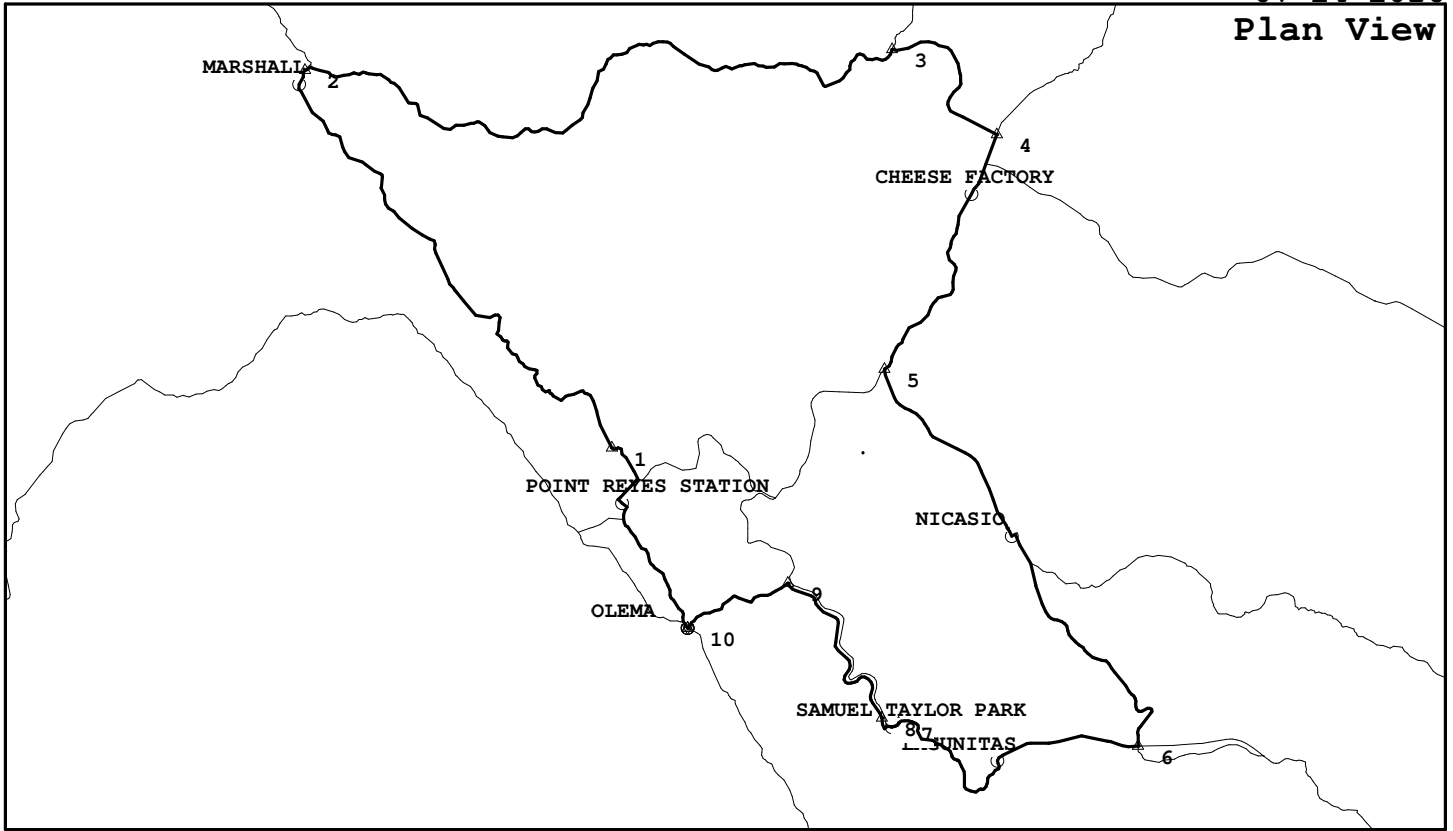 Plan View
MARSHALL
2
3
4
CHEESE FACTORY
5
1
POINT REYES STATION
NICASIO
9
OLEMA
10
SAMUEL TAYLOR PARK
8
7
6